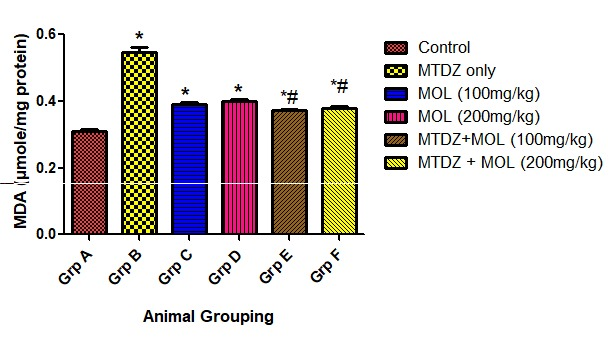 0.6
0.4
0.2
0.0
MDA (µmole/mg protein)
*
*
*
*#
*#
Grp A
Grp B
Grp C
Grp D
Grp E
Grp F
Animal Grouping
Control
MTDZ only
MOL (100mg/kg)
MOL (200mg/kg)
MTDZ+MOL (100mg/kg)
MTDZ + MOL (200mg/kg)